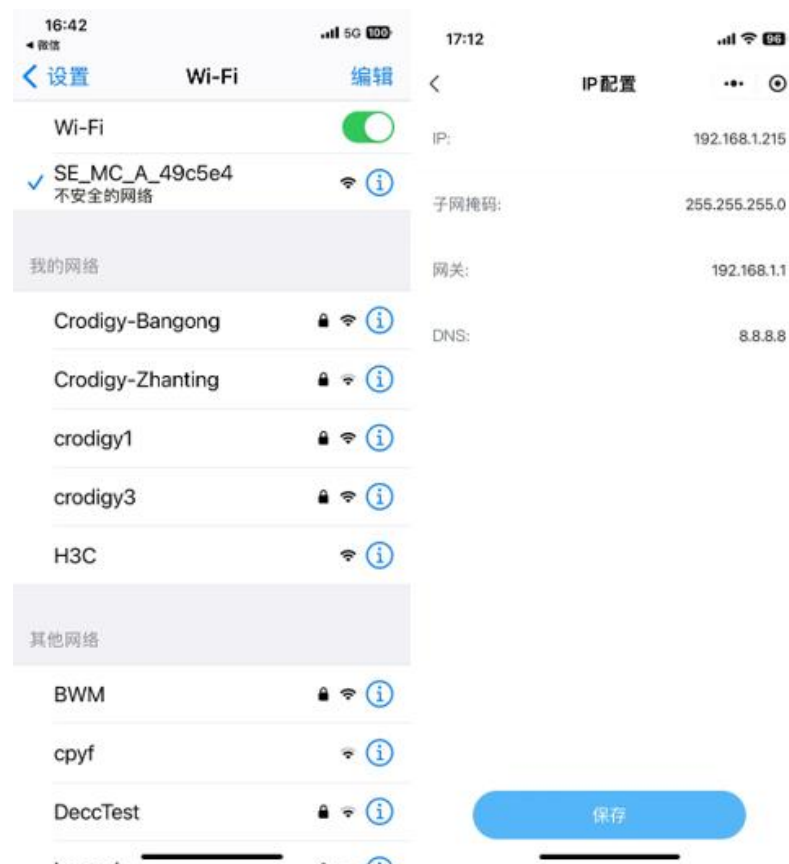 16:42
◀ 微信
5G 100
设置
Wi-Fi
编辑
Wi-Fi
SE_MC_A_49c5e4
不安全的网络
我的网络
Crodigy-Bangong
Crodigy-Zhanting
crodigy1
crodigy3
H3C
其他网络
BWM
cpyf
DeccTest
17:12
96
IP配置
IP:
192.168.1.215
子网掩码:
255.255.255.0
网关:
192.168.1.1
DNS:
8.8.8.8
保存